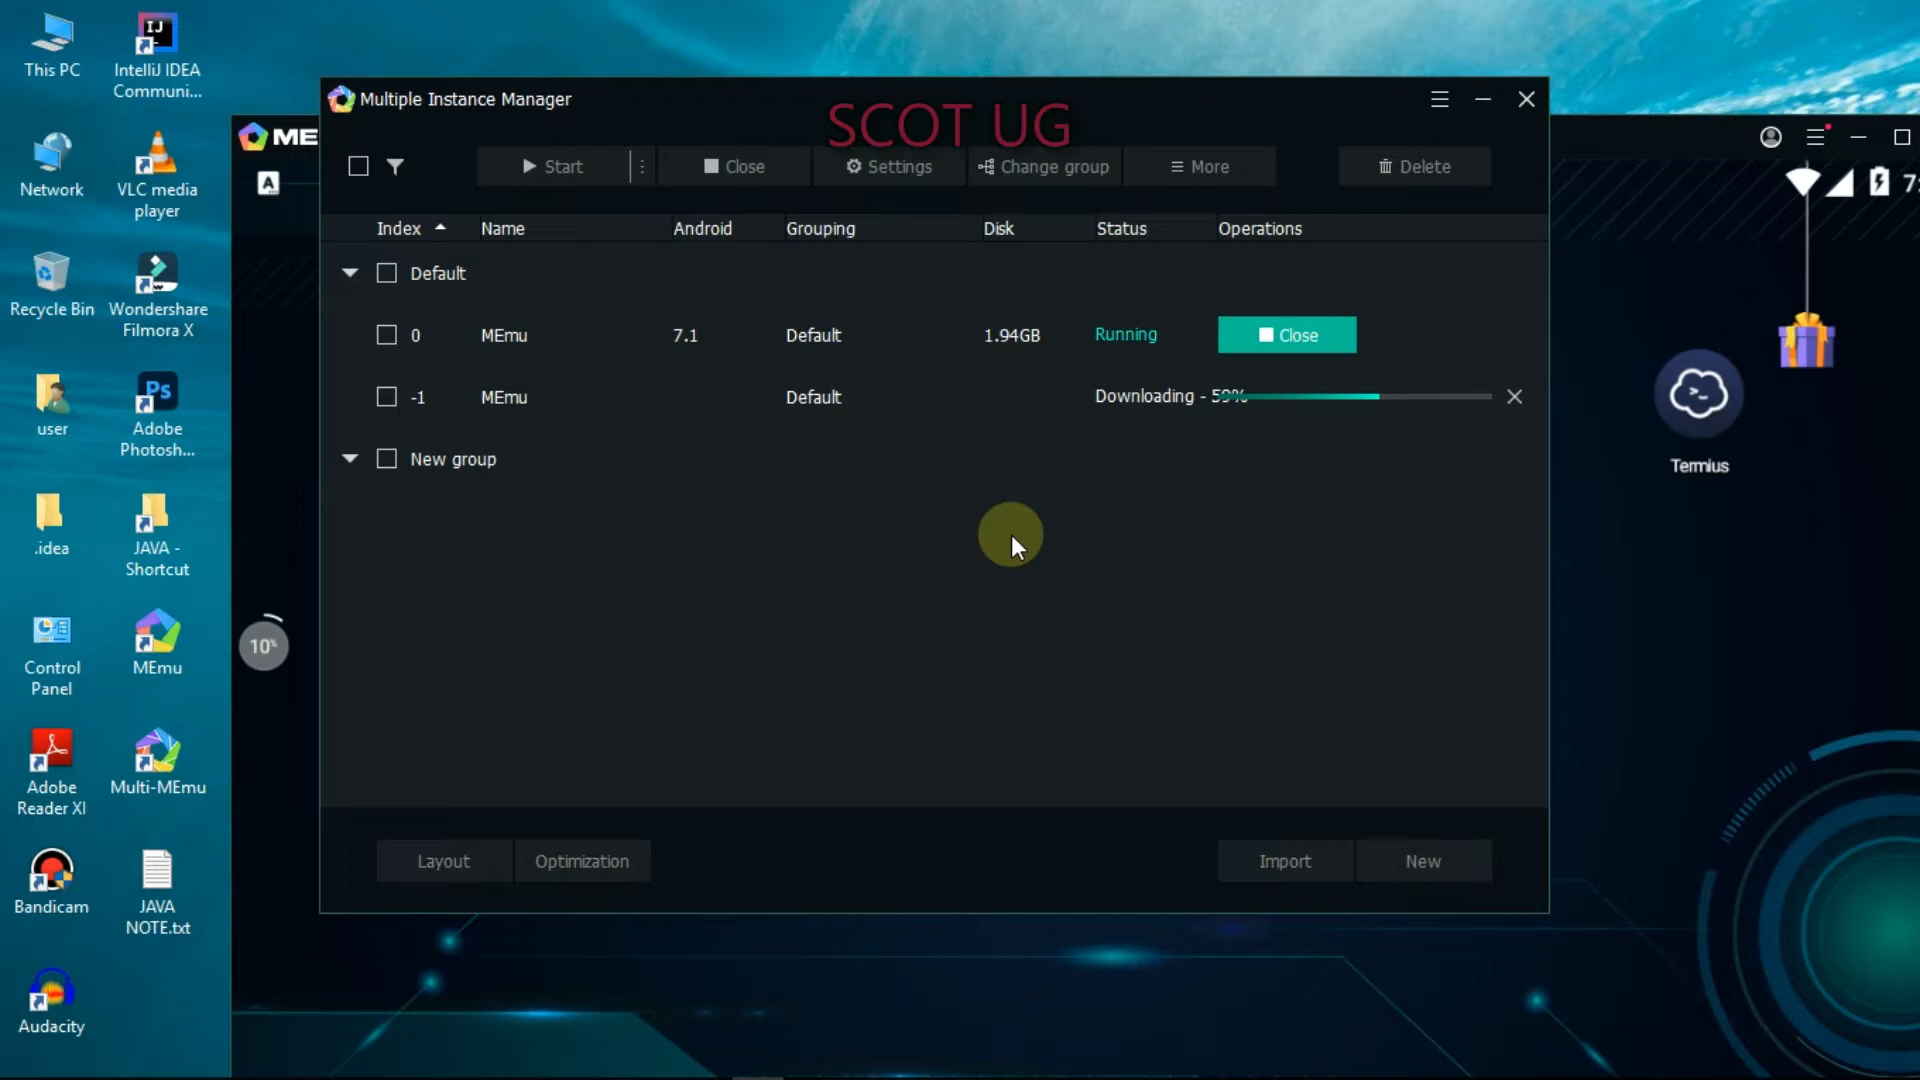 This PC
IntelliJ IDEA
Communi...
Network
VLC media
player
Recycle Bin
Wondershare
Filmora X
user
Adobe
Photosh...
.idea
JAVA -
Shortcut
Control
Panel
MEmu
Adobe
Reader XI
Multi-MEmu
Bandicam
JAVA
NOTE.txt
Audacity
ME
A
10%
Multiple Instance Manager
SCOT UG
Start
Close
Settings
Change group
More
Delete
Index Name Android Grouping Disk Status Operations
Default
0 MEmu 7.1 Default 1.94GB Running Close
-1 MEmu Default Downloading - 59%
New group
Layout
Optimization
Import
New
Termius